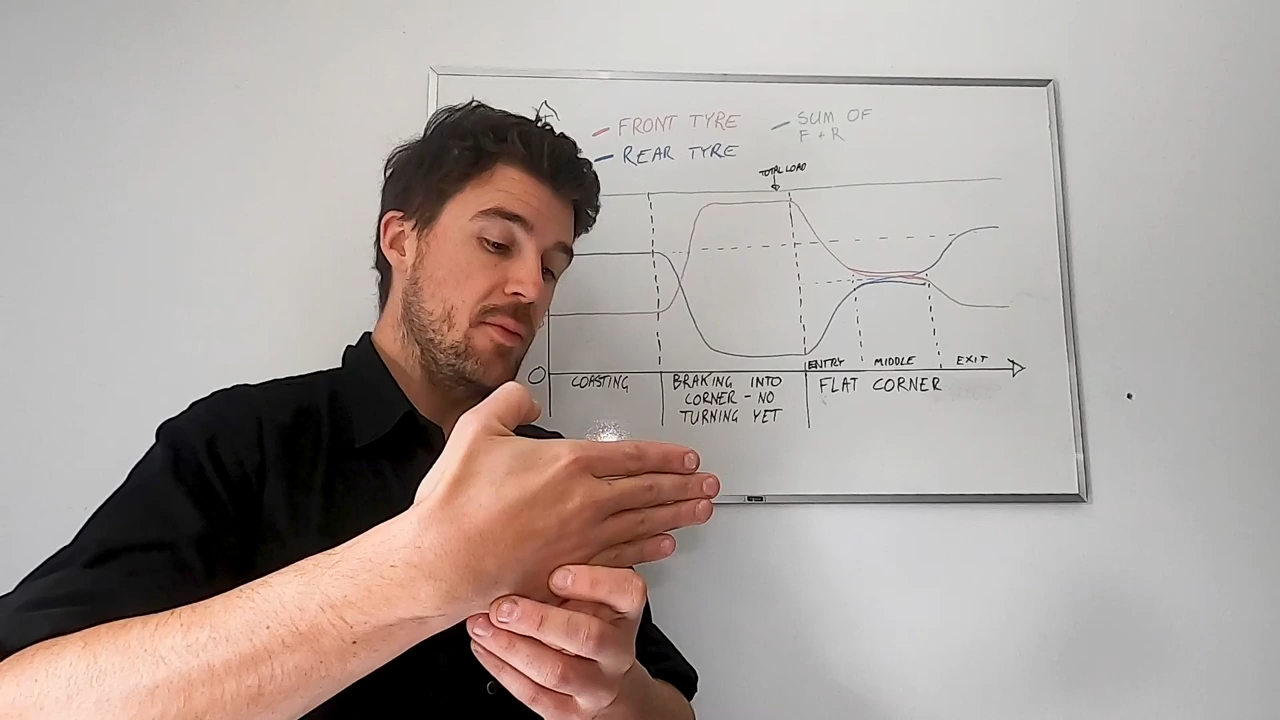 FRONT TYRE
REAR TYRE
SUM OF
F + R
TOTAL LOAD
ENTRY
MIDDLE
EXIT
O
COASTING
BRAKING INTO
CORNER - NO
TURNING YET
FLAT CORNER